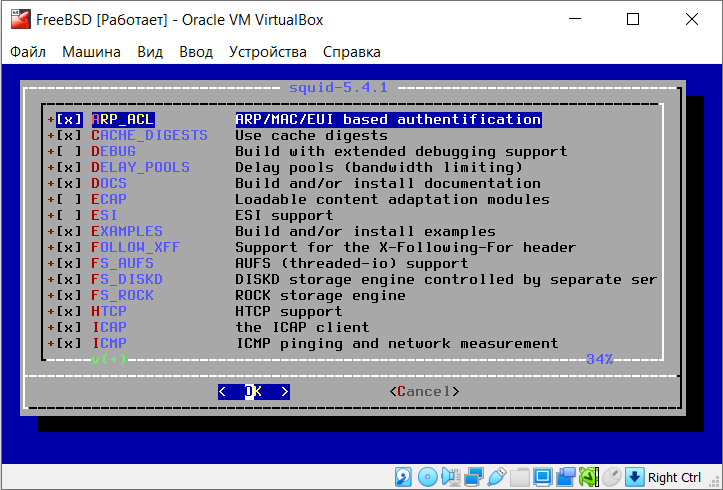 FreeBSD [Работает] - Oracle VM VirtualBox
Файл Машина Вид Ввод Устройства Справка
squid-5.4.1
+[x] ARP_ACL ARP/MAC/EUI based authentification
+[x] CACHE_DIGESTS Use cache digests
+[ ] DEBUG Build with extended debugging support
+[x] DELAY_POOLS Delay pools (bandwidth limiting)
+[x] DOCS Build and/or install documentation
+[ ] ECAP Loadable content adaptation modules
+[ ] ESI ESI support
+[x] EXAMPLES Build and/or install examples
+[x] FOLLOW_XFF Support for the X-Following-For header
+[x] FS_AUFS AUFS (threaded-io) support
+[x] FS_DISKD DISKD storage engine controlled by separate ser
+[x] FS_ROCK ROCK storage engine
+[x] HTCP HTCP support
+[x] ICAP the ICAP client
+[x] ICMP ICMP pinging and network measurement
v(+) 34%
< OK > <Cancel>
Right Ctrl